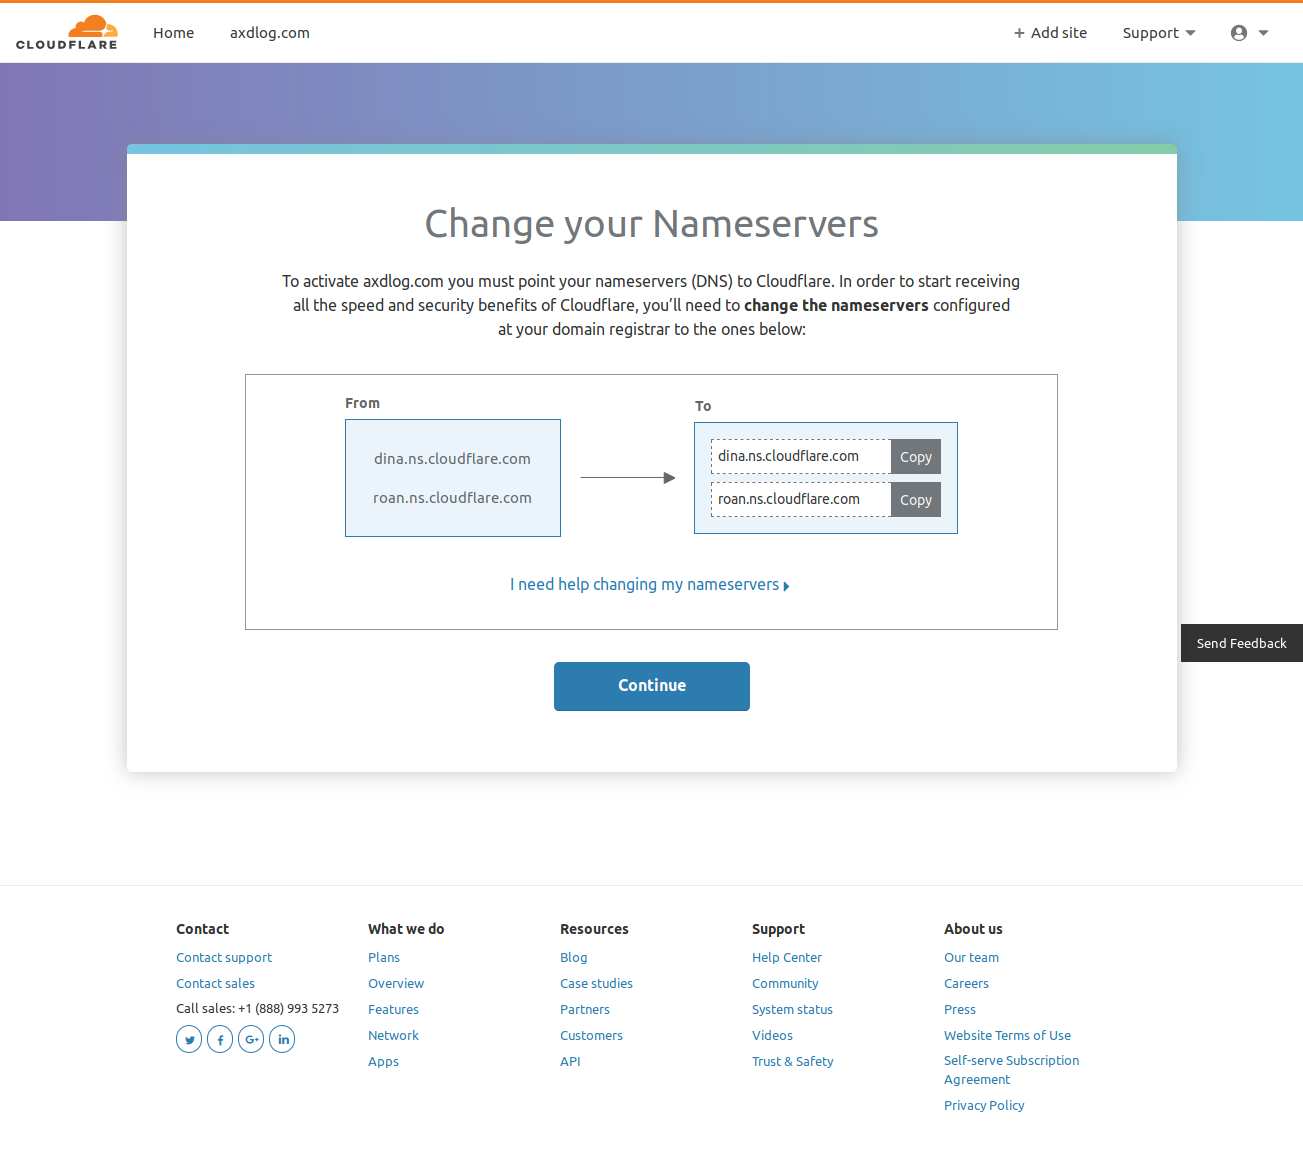 CLOUDFLARE
Home
axdlog.com
+ Add site
Support
Change your Nameservers
To activate axdlog.com you must point your nameservers (DNS) to Cloudflare. In order to start receiving
all the speed and security benefits of Cloudflare, you’ll need to change the nameservers configured
at your domain registrar to the ones below:
From
dina.ns.cloudflare.com
roan.ns.cloudflare.com
To
dina.ns.cloudflare.com Copy
roan.ns.cloudflare.com Copy
I need help changing my nameservers
Send Feedback
Continue
Contact
Contact support
Contact sales
Call sales: +1 (888) 993 5273
G+
in
What we do
Plans
Overview
Features
Network
Apps
Resources
Blog
Case studies
Partners
Customers
API
Support
Help Center
Community
System status
Videos
Trust & Safety
About us
Our team
Careers
Press
Website Terms of Use
Self-serve Subscription
Agreement
Privacy Policy